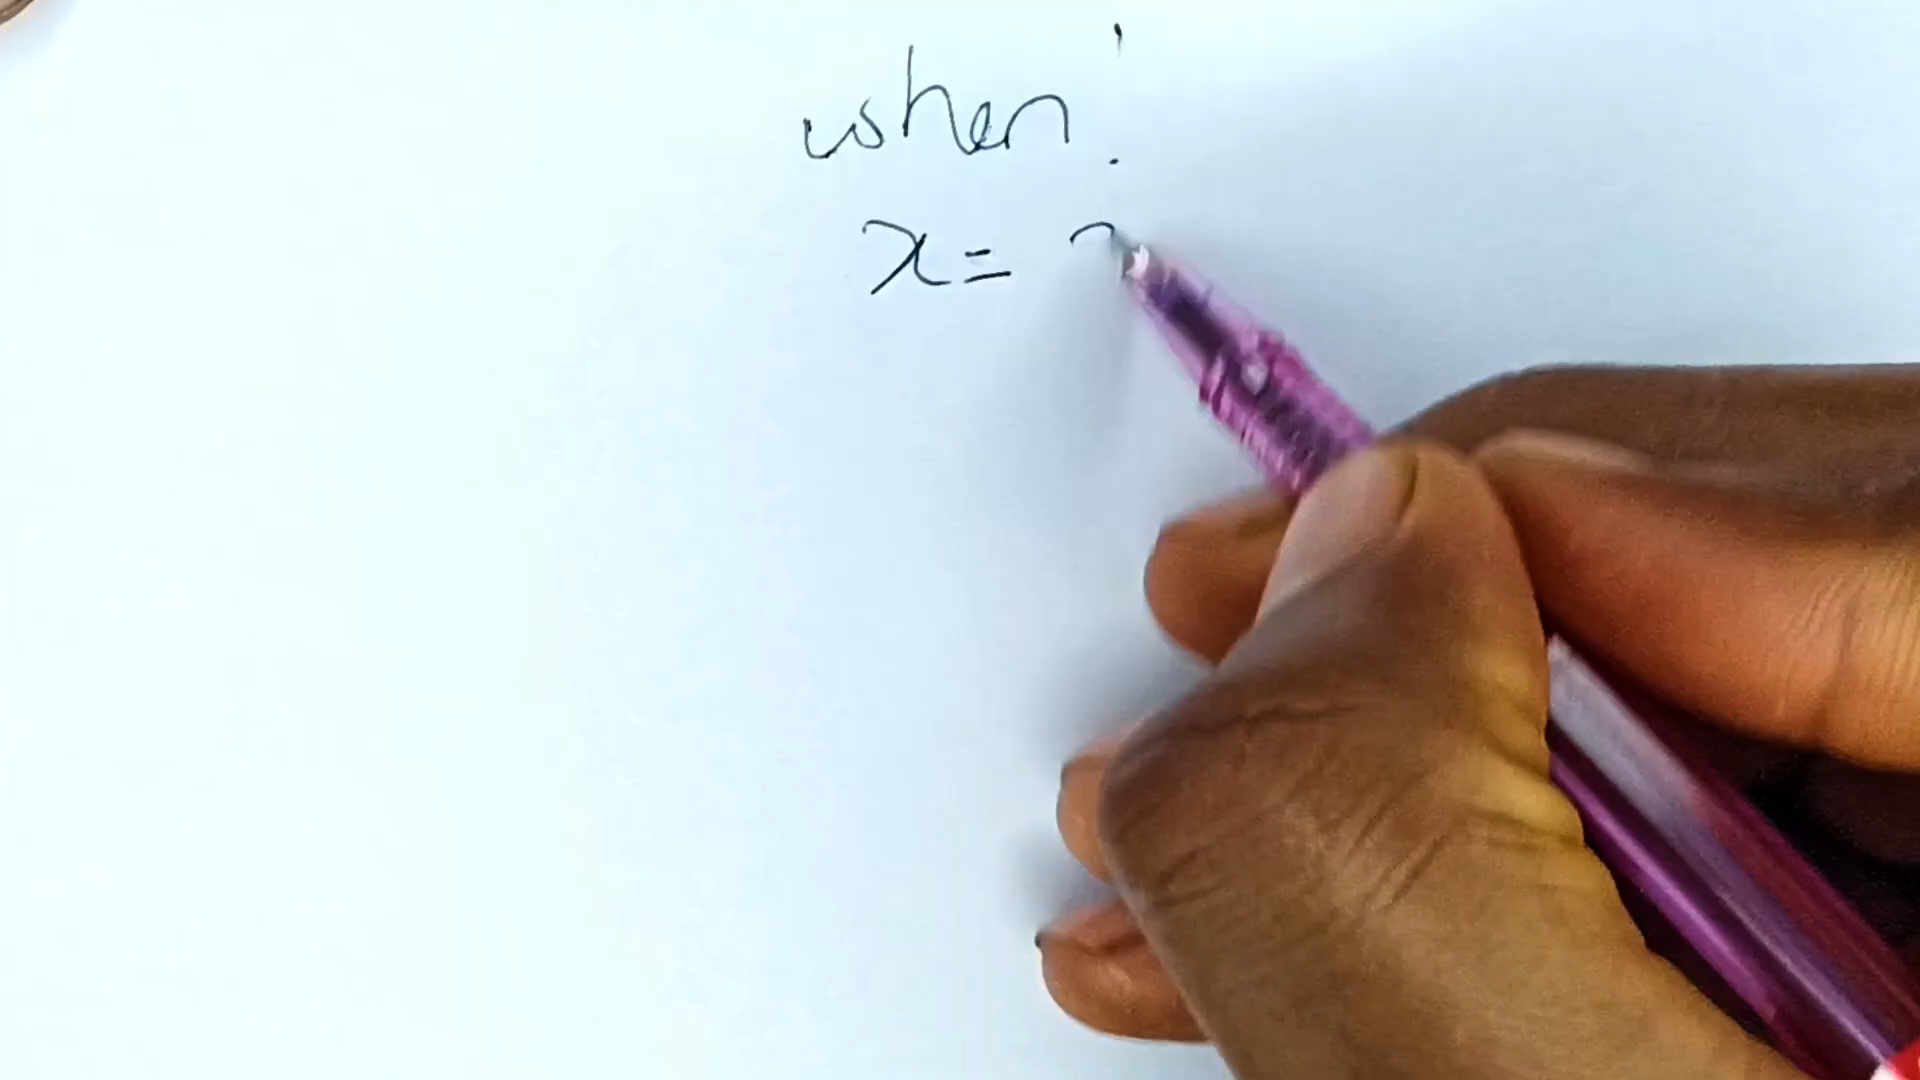 when!
x =